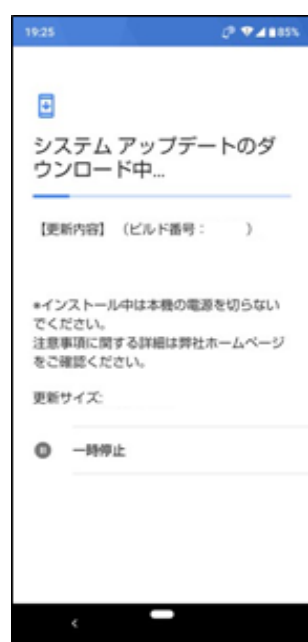 19:25
85%
システム アップデートのダ
ウンロード中...
【更新内容】 （ビルド番号： ）
*インストール中は本機の電源を切らない
でください。
注意事項に関する詳細は弊社ホームページ
をご確認ください。
更新サイズ:
一時停止